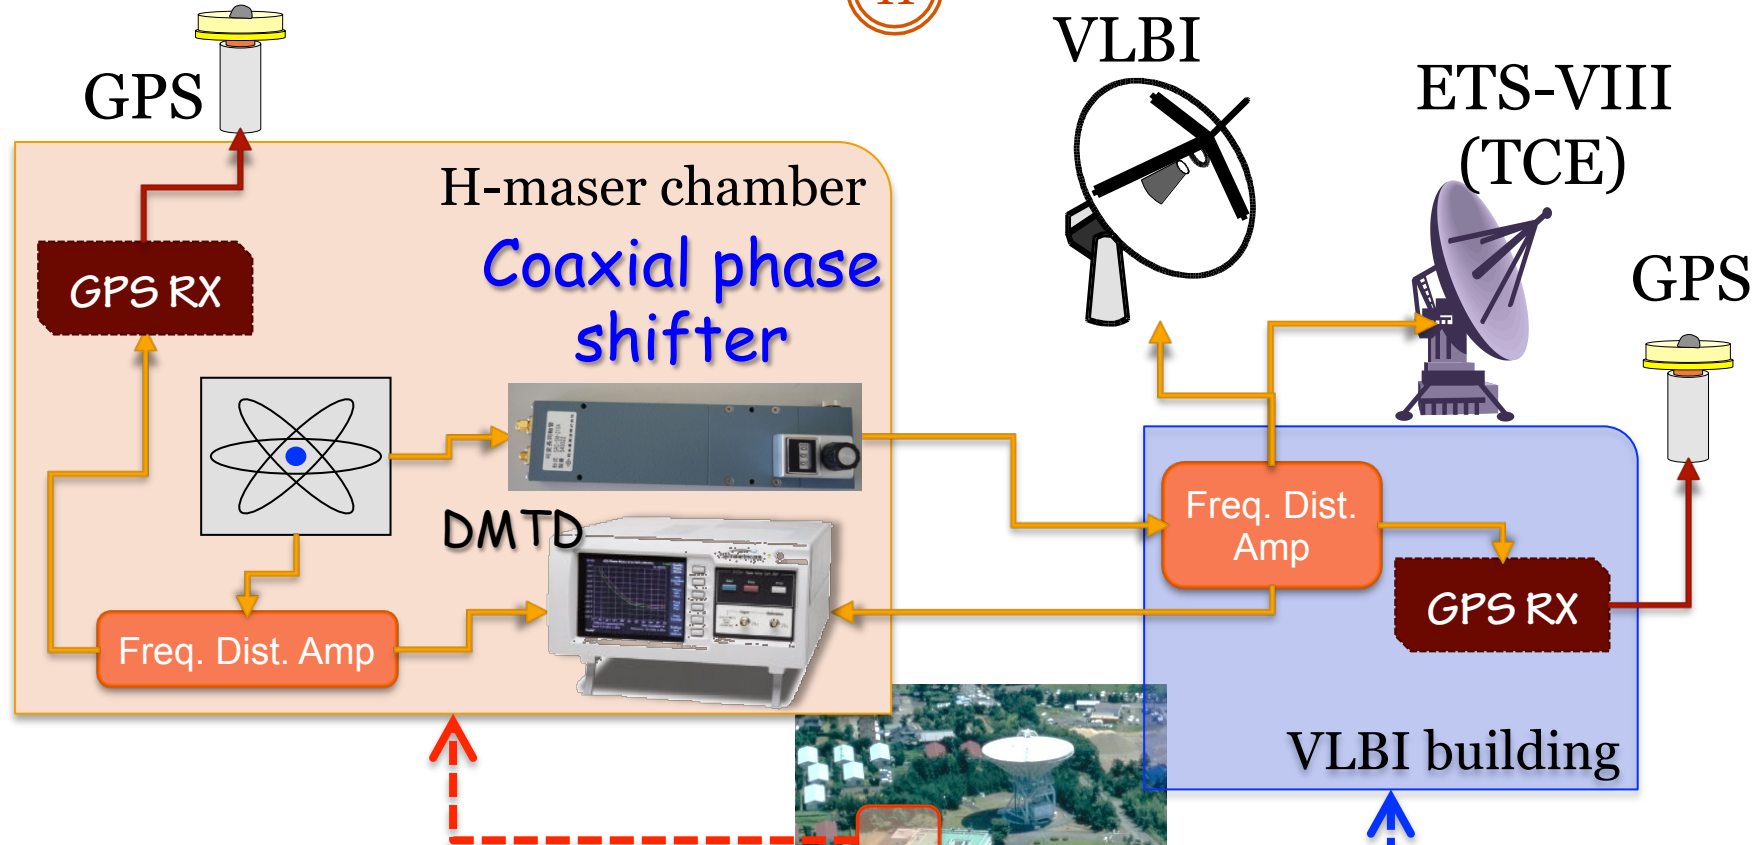 VLBI
ETS-VIII
(TCE)
GPS
H-maser chamber
Coaxial phase
shifter
GPS RX
GPS
DMTD
Freq. Dist.
Amp
GPS RX
Freq. Dist. Amp
VLBI building